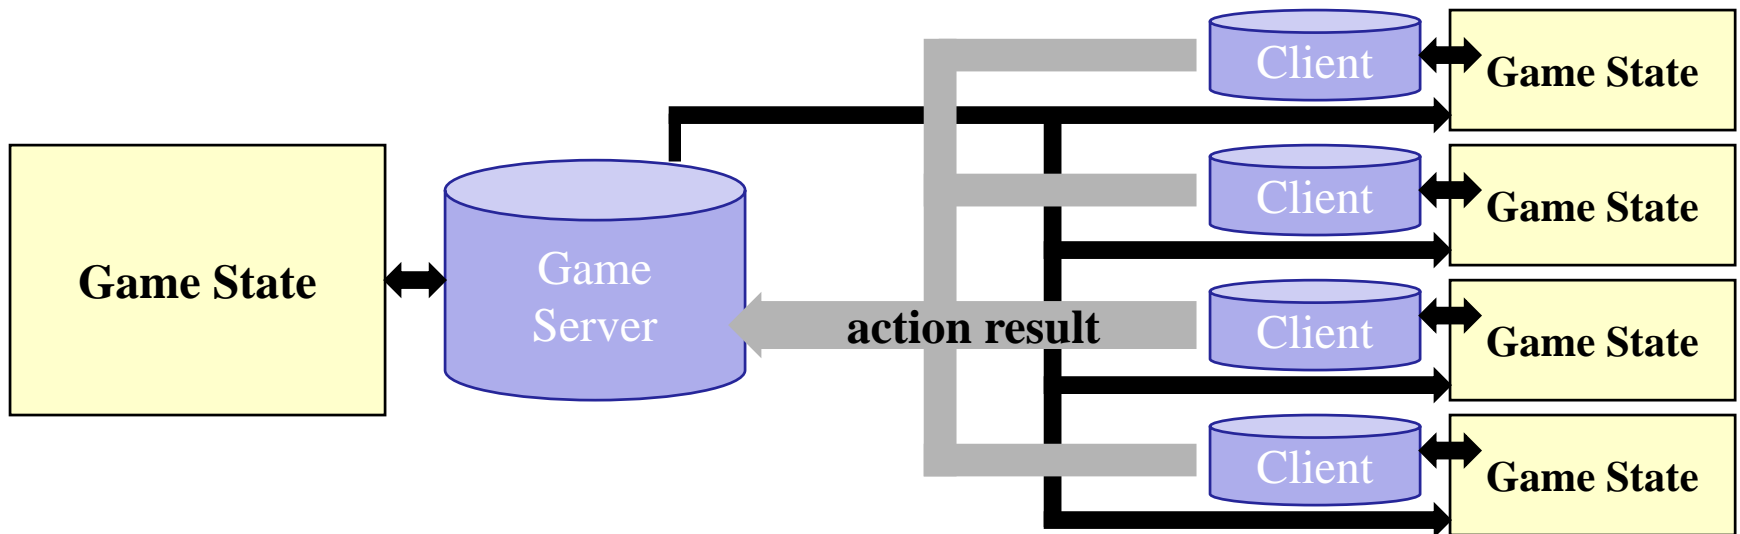 Game State
Game
Server
action result
Client
Game State
Client
Game State
Client
Game State
Client
Game State